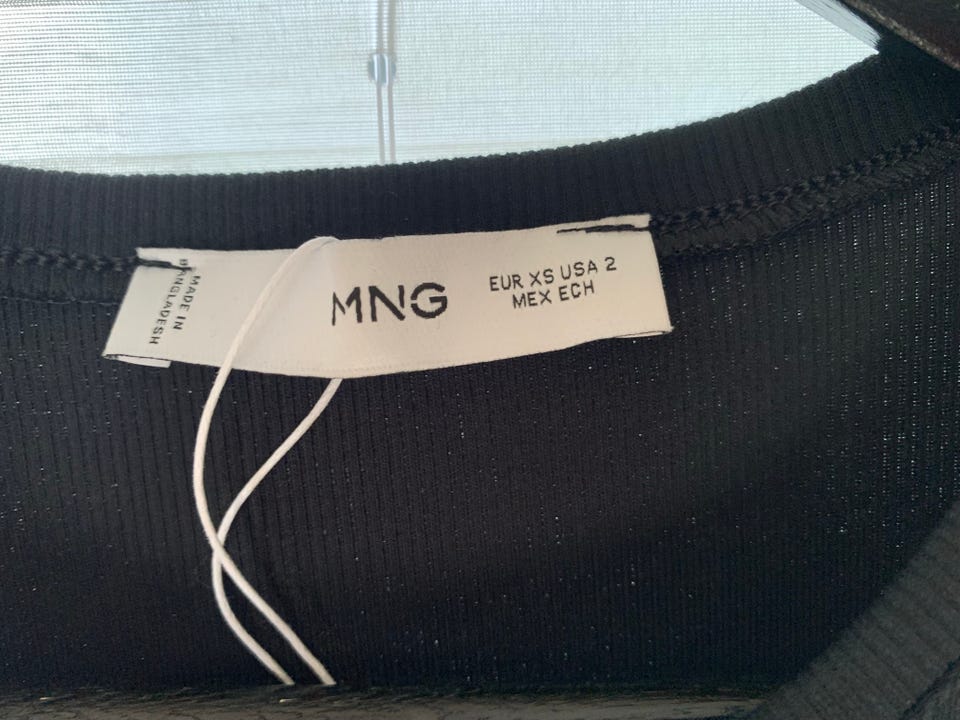 MADE IN
BANGLADESH
MNG
EUR XS USA 2
MEX ECH